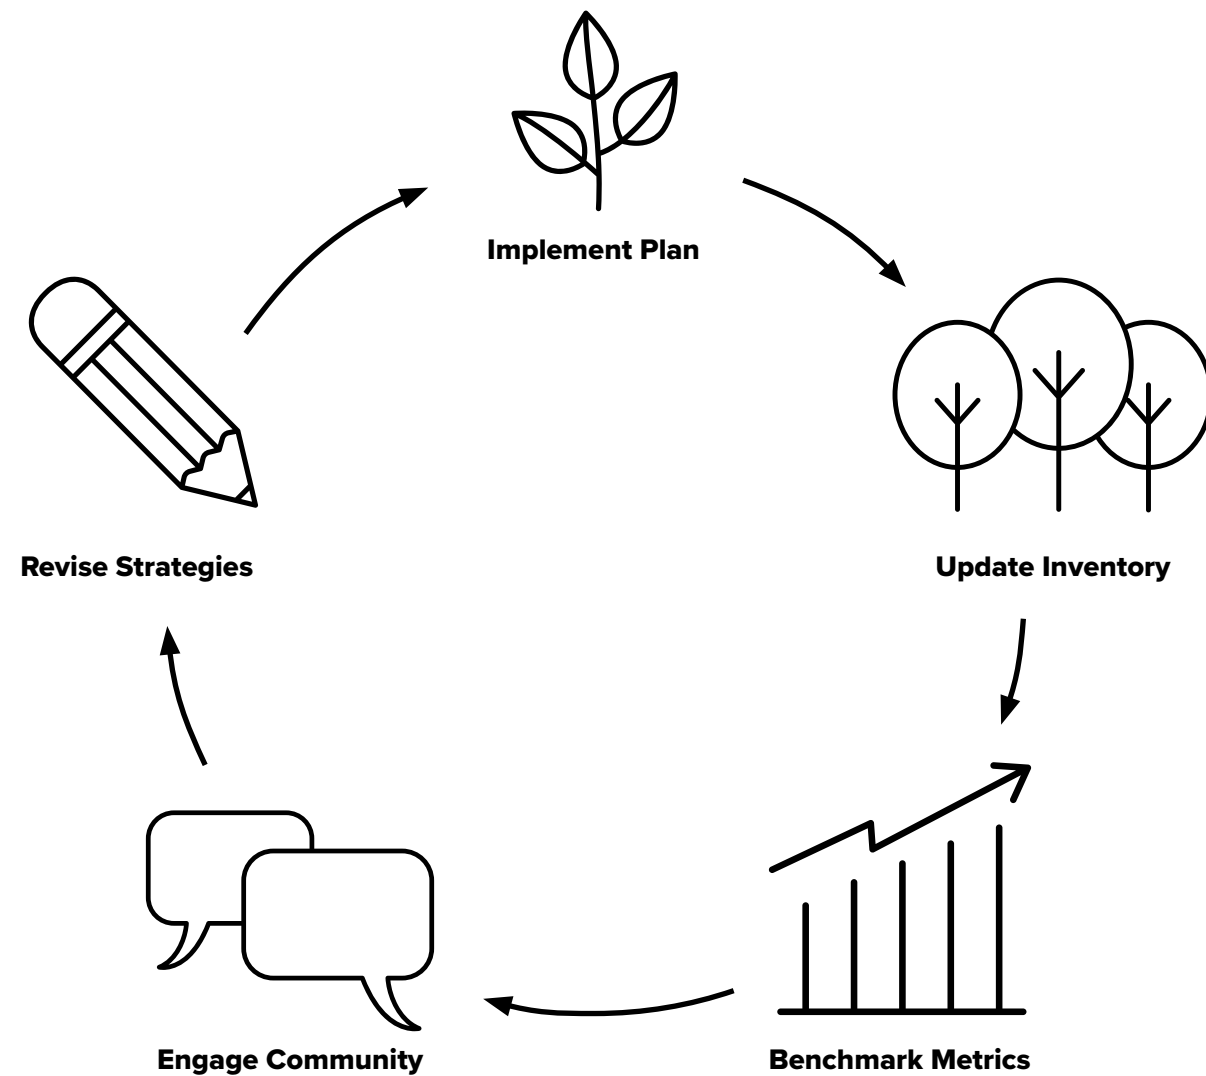 Implement Plan
Update Inventory
Benchmark Metrics
Engage Community
Revise Strategies